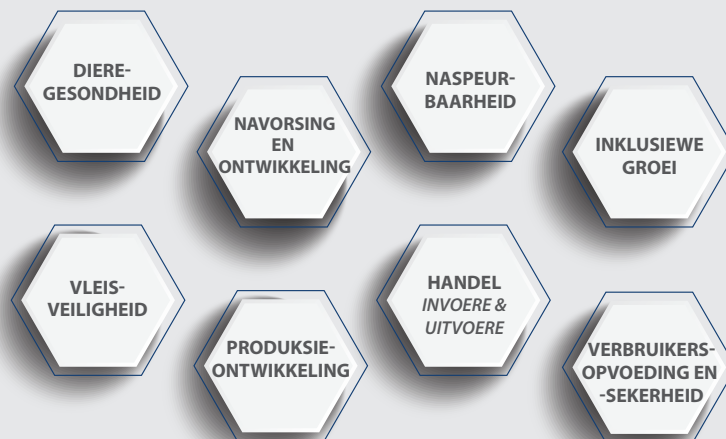 DIERE-
GESONDHEID
NAVORSING
EN
ONTWIKKELING
NASPEUR-
BAARHEID
INKLUSIEWE
GROEI
VLEIS-
VEILIGHEID
PRODUKSIE-
ONTWIKKELING
HANDEL
INVOERE &
UITVOERE
VERBRUIKERS-
OPVOEDING EN
-SEKERHEID